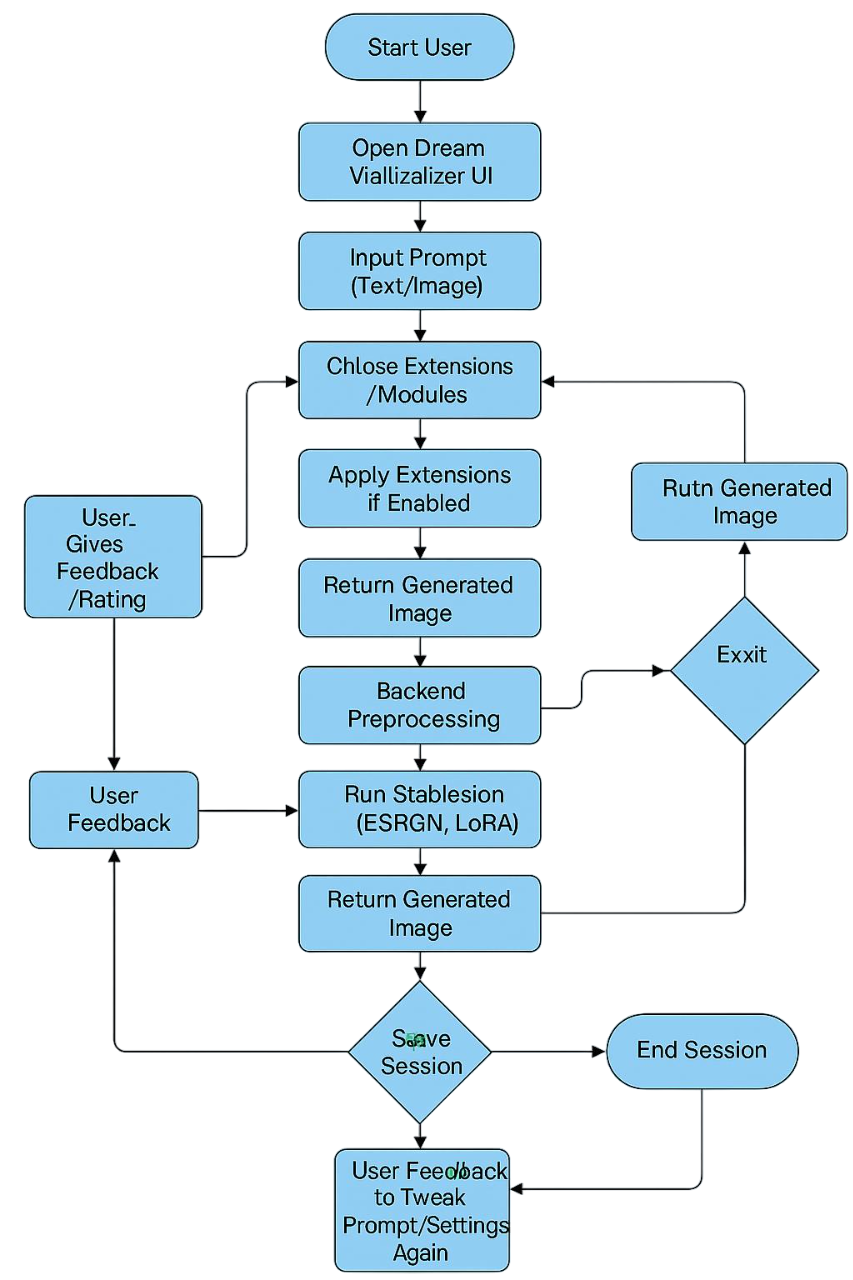 Start User
Open Dream
Viallizalizer UI
Input Prompt
(Text/Image)
Chlose Extensions
/Modules
Apply Extensions
if Enabled
Rutn Generated
Image
User_
Gives
Feedback
/Rating
Return Generated
Image
Exxit
Backend
Preprocessing
User
Feedback
Run Stablesion
(ESRGN, LoRA)
Return Generated
Image
Session
End Session
User Feedback
to Tweak
Prompt/Settings
Again